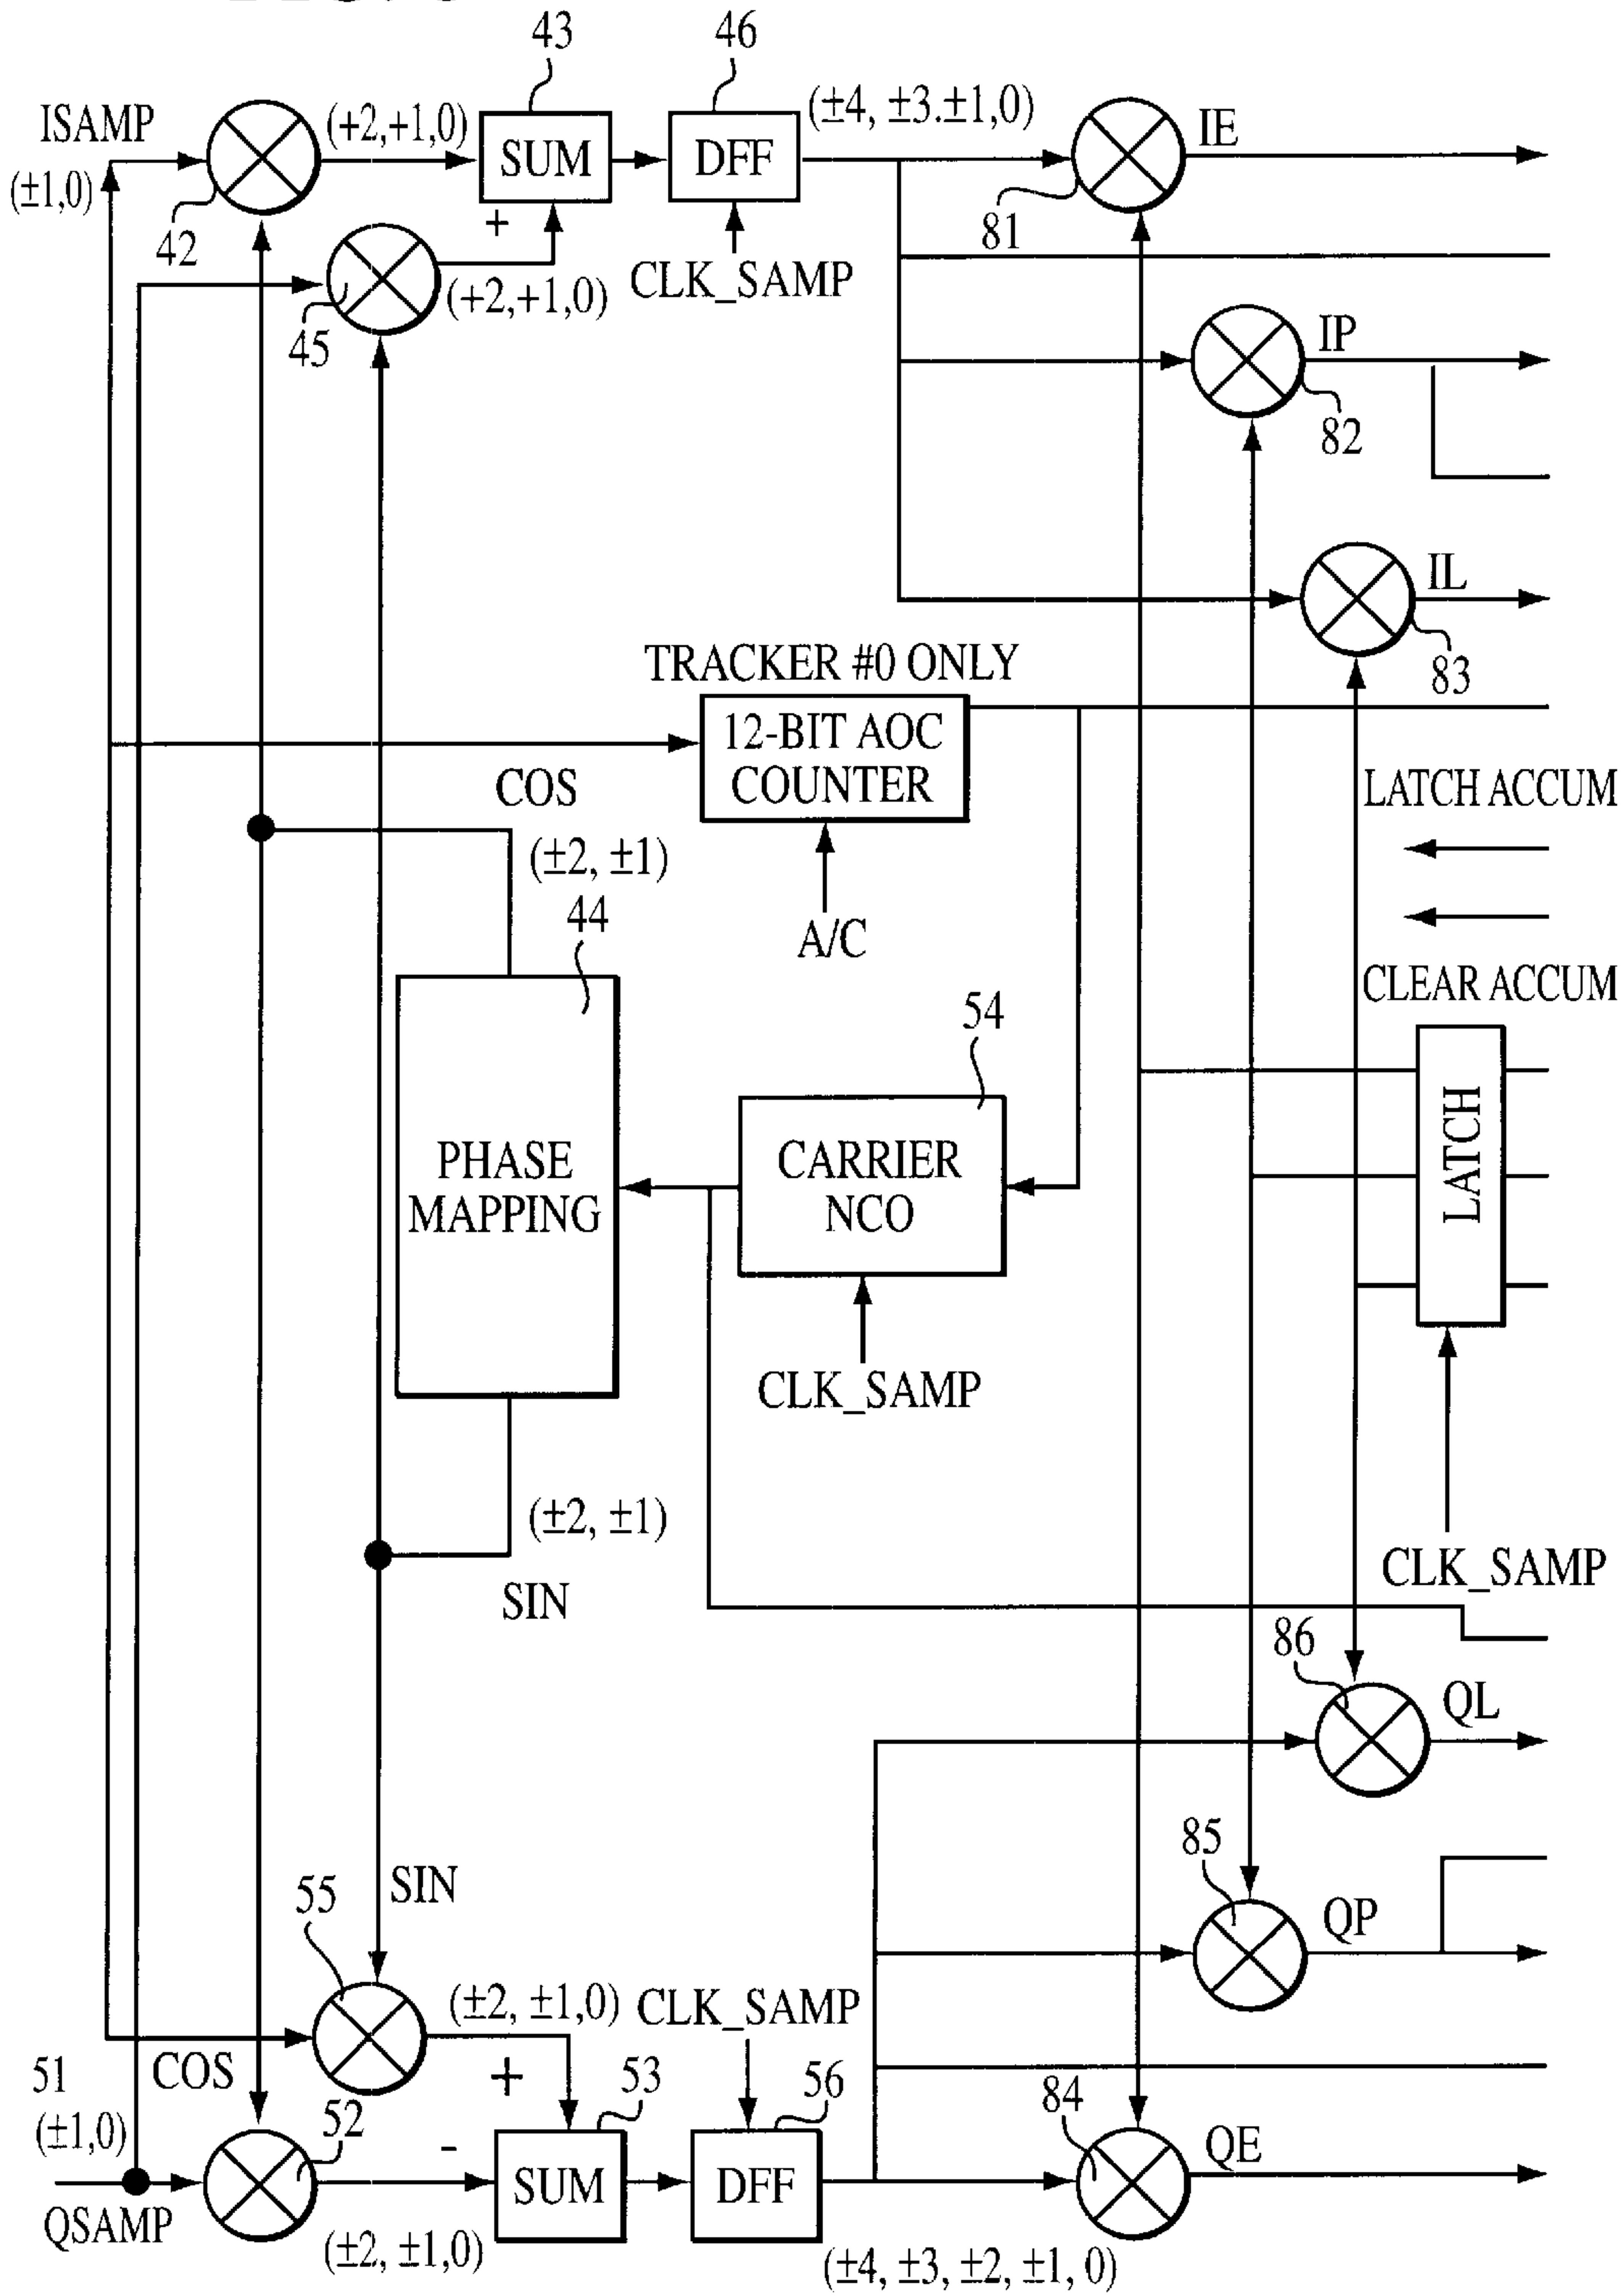 43
46
ISAMP
(±1,0)
(+2,+1,0)
SUM
DFF
(±4, ±3.±1,0)
IE
42
+
81
45
(+2,+1,0)
CLK_SAMP
IP
82
IL
83
TRACKER #0 ONLY
12-BIT AOC
COUNTER
COS
(±2, ±1)
LATCH ACCUM
44
A/C
CLEAR ACCUM
54
PHASE
MAPPING
CARRIER
NCO
LATCH
CLK_SAMP
(±2, ±1)
SIN
CLK_SAMP
86
QL
85
QP
55
SIN
(±2, ±1,0)
CLK_SAMP
51
(±1,0)
COS
+
53
56
84
52
-
SUM
DFF
QE
QSAMP
(±2, ±1,0)
(±4, ±3, ±2, ±1, 0)